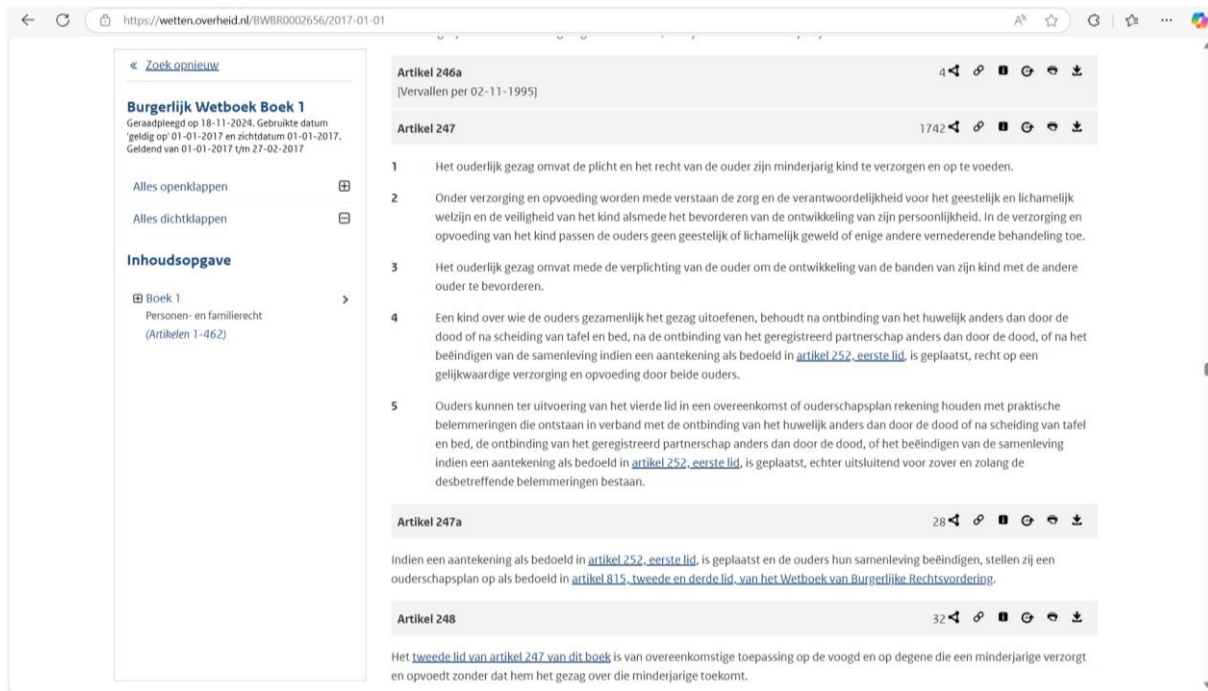 https://wetten.overheid.nl/BWBR0002656/2017-01-01
« Zoek opnieuw
Burgerlijk Wetboek Boek 1
Geraadpleegd op 18-11-2024. Gebruikte datum
'geldig op' 01-01-2017 en zichtdatum 01-01-2017.
Geldend van 01-01-2017 t/m 27-02-2017
Alles openklappen
Alles dichtklappen
Inhoudsopgave
Boek 1
Personen- en familierecht
(Artikelen 1-462)
Artikel 246a 4
[Vervallen per 02-11-1995]
Artikel 247 1742
1 Het ouderlijk gezag omvat de plicht en het recht van de ouder zijn minderjarig kind te verzorgen en op te voeden.
2 Onder verzorging en opvoeding worden mede verstaan de zorg en de verantwoordelijkheid voor het geestelijk en lichamelijk
welzijn en de veiligheid van het kind alsmede het bevorderen van de ontwikkeling van zijn persoonlijkheid. In de verzorging en
opvoeding van het kind passen de ouders geen geestelijk of lichamelijk geweld of enige andere vernederende behandeling toe.
3 Het ouderlijk gezag omvat mede de verplichting van de ouder om de ontwikkeling van de banden van zijn kind met de andere
ouder te bevorderen.
4 Een kind over wie de ouders gezamenlijk het gezag uitoefenen, behoudt na ontbinding van het huwelijk anders dan door de
dood of na scheiding van tafel en bed, na de ontbinding van het geregistreerd partnerschap anders dan door de dood, of na het
beëindigen van de samenleving indien een aantekening als bedoeld in artikel 252, eerste lid, is geplaatst, recht op een
gelijkwaardige verzorging en opvoeding door beide ouders.
5 Ouders kunnen ter uitvoering van het vierde lid in een overeenkomst of ouderschapsplan rekening houden met praktische
belemmeringen die ontstaan in verband met de ontbinding van het huwelijk anders dan door de dood of na scheiding van tafel
en bed, de ontbinding van het geregistreerd partnerschap anders dan door de dood, of het beëindigen van de samenleving
indien een aantekening als bedoeld in artikel 252, eerste lid, is geplaatst, echter uitsluitend voor zover en zolang de
desbetreffende belemmeringen bestaan.
Artikel 247a 28
Indien een aantekening als bedoeld in artikel 252, eerste lid, is geplaatst en de ouders hun samenleving beëindigen, stellen zij een
ouderschapsplan op als bedoeld in artikel 815, tweede en derde lid, van het Wetboek van Burgerlijke Rechtsvordering.
Artikel 248 32
Het tweede lid van artikel 247 van dit boek is van overeenkomstige toepassing op de voogd en op degene die een minderjarige verzorgt
en opvoedt zonder dat hem het gezag over die minderjarige toekomt.